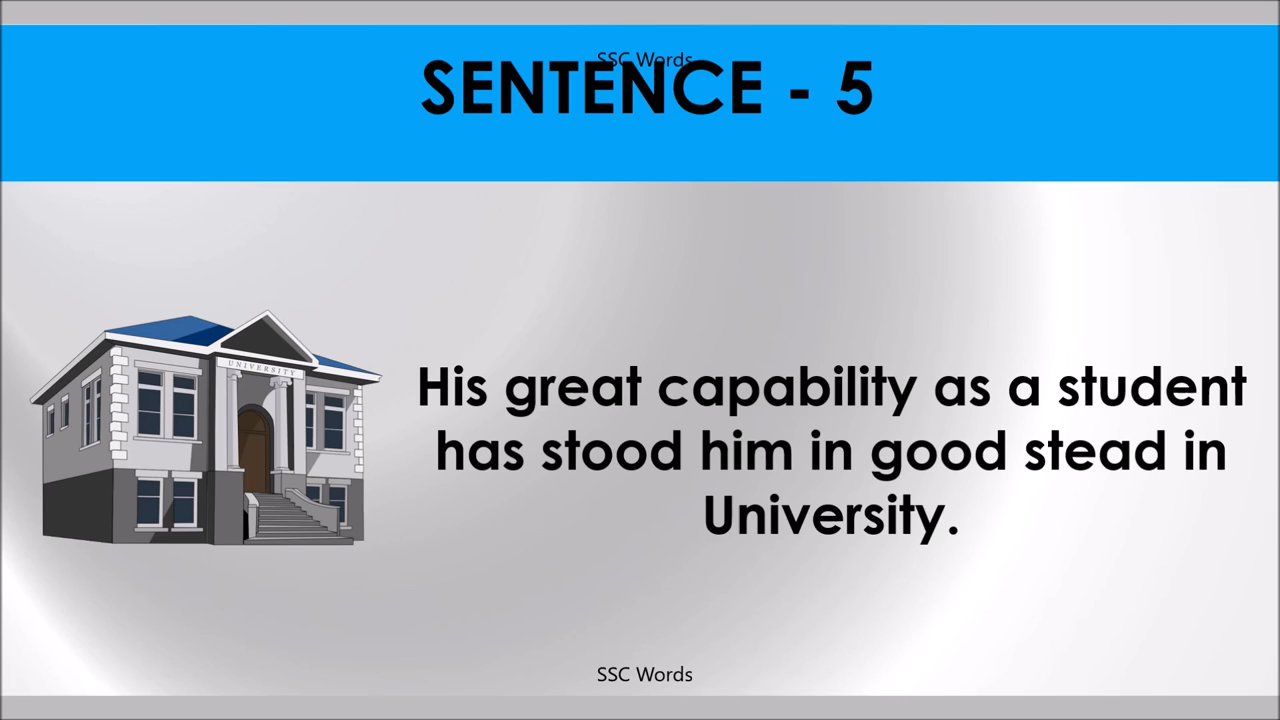 SSC Words
SENTENCE - 5
UNIVERSITY
His great capability as a student
has stood him in good stead in
University.
SSC Words